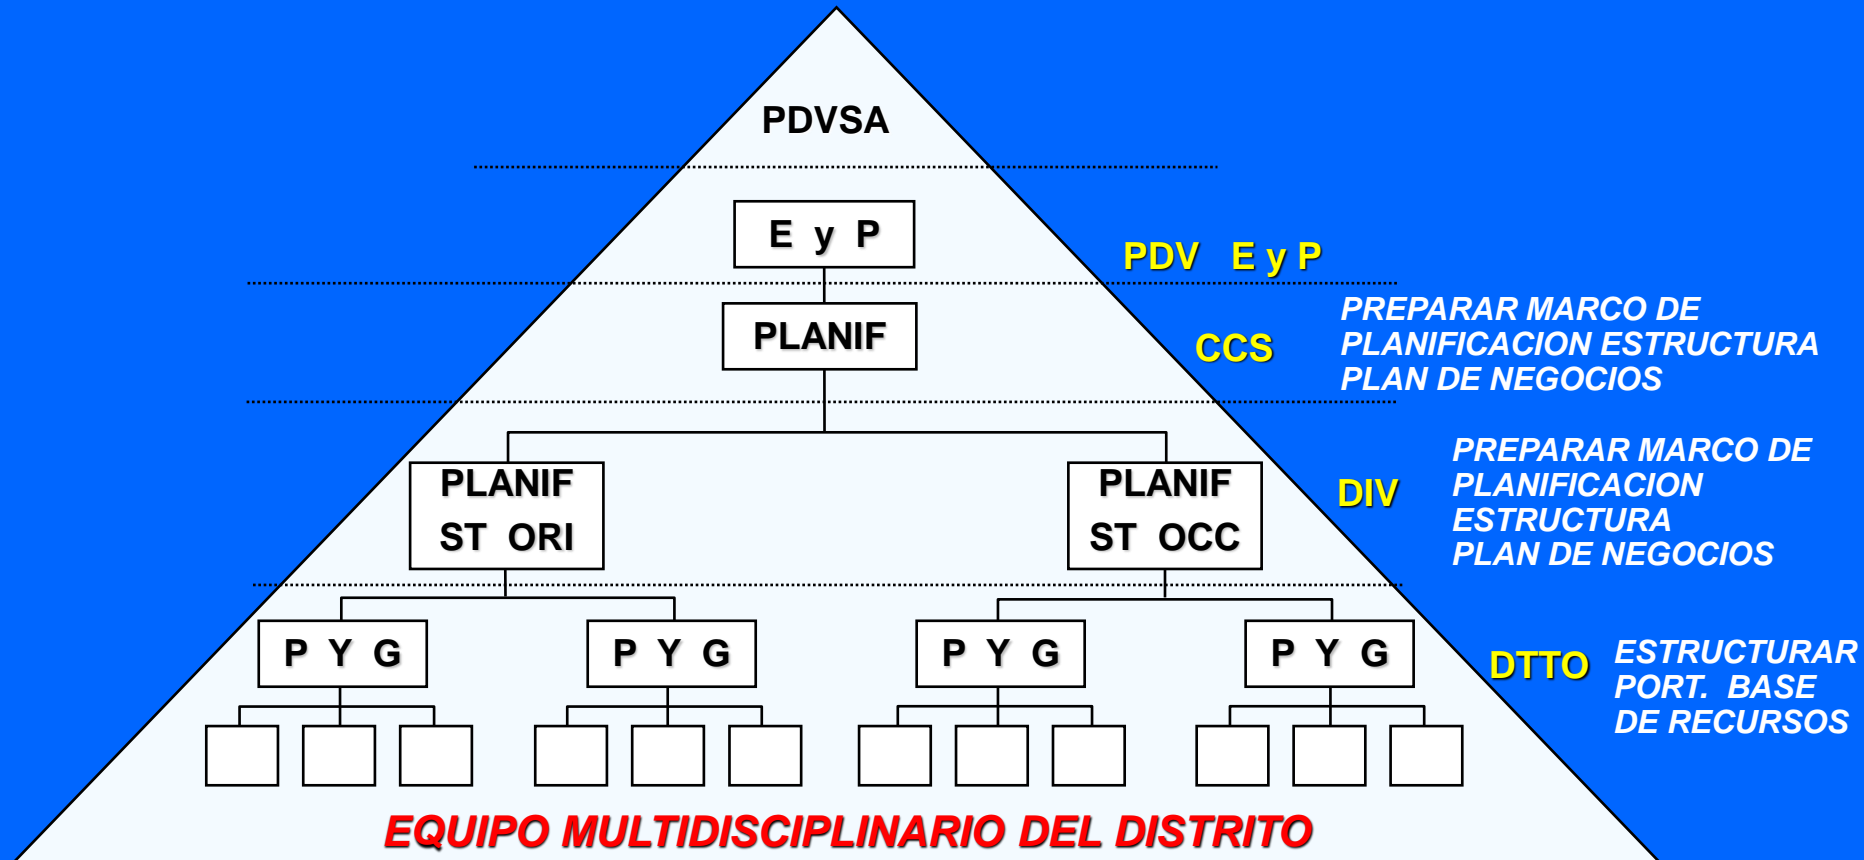 PDVSA
E y P
PDV E y P
PLANIF
CCS
PREPARAR MARCO DE
PLANIFICACION ESTRUCTURA
PLAN DE NEGOCIOS
PLANIF
ST ORI
PLANIF
ST OCC
DIV
PREPARAR MARCO DE
PLANIFICACION
ESTRUCTURA
PLAN DE NEGOCIOS
P Y G
P Y G
P Y G
P Y G
DTTO
ESTRUCTURAR
PORT. BASE
DE RECURSOS
EQUIPO MULTIDISCIPLINARIO DEL DISTRITO